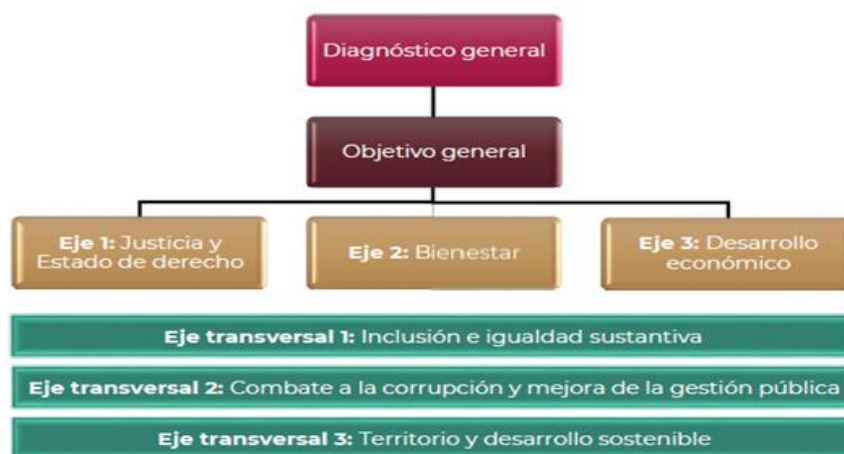 Diagnóstico general
Objetivo general
Eje 1: Justicia y
Estado de derecho
Eje 2: Bienestar
Eje 3: Desarrollo
económico
Eje transversal 1: Inclusión e igualdad sustantiva
Eje transversal 2: Combate a la corrupción y mejora de la gestión pública
Eje transversal 3: Territorio y desarrollo sostenible